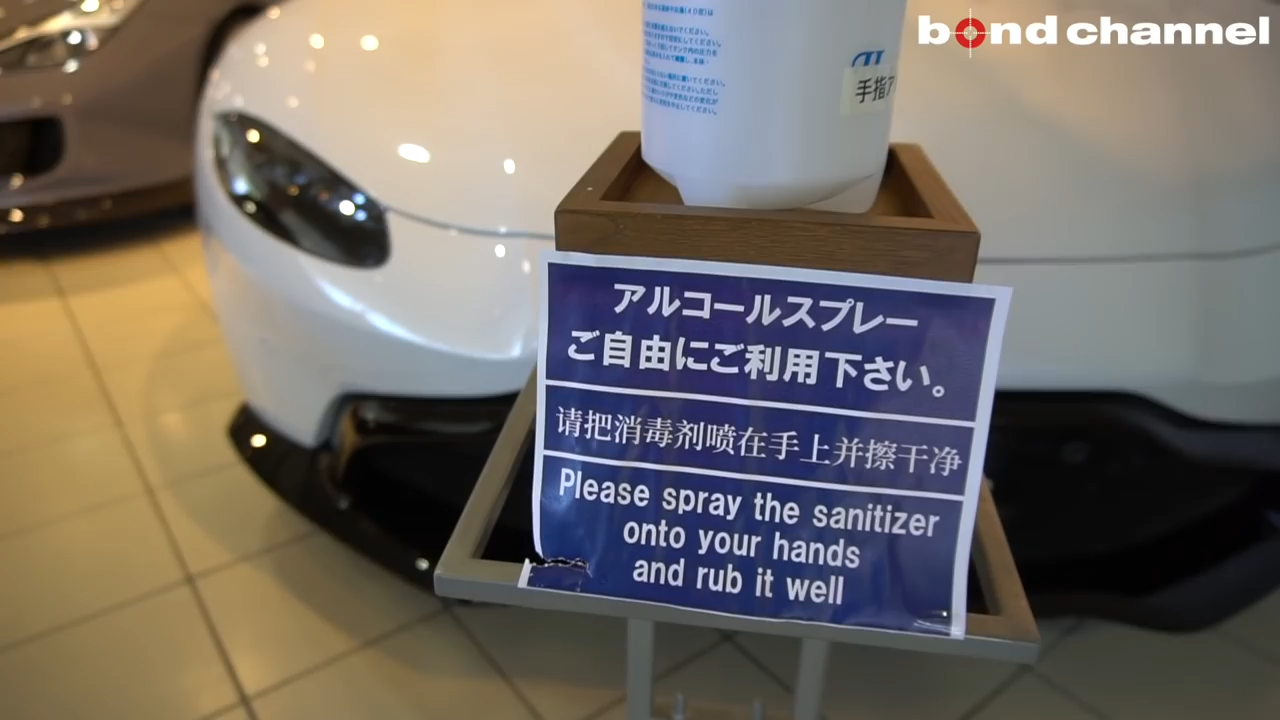 bond channel
手指ア
アルコールスプレー
ご自由にご利用下さい。
请把消毒剂喷在手上并擦干净
Please spray the sanitizer
onto your hands
and rub it well